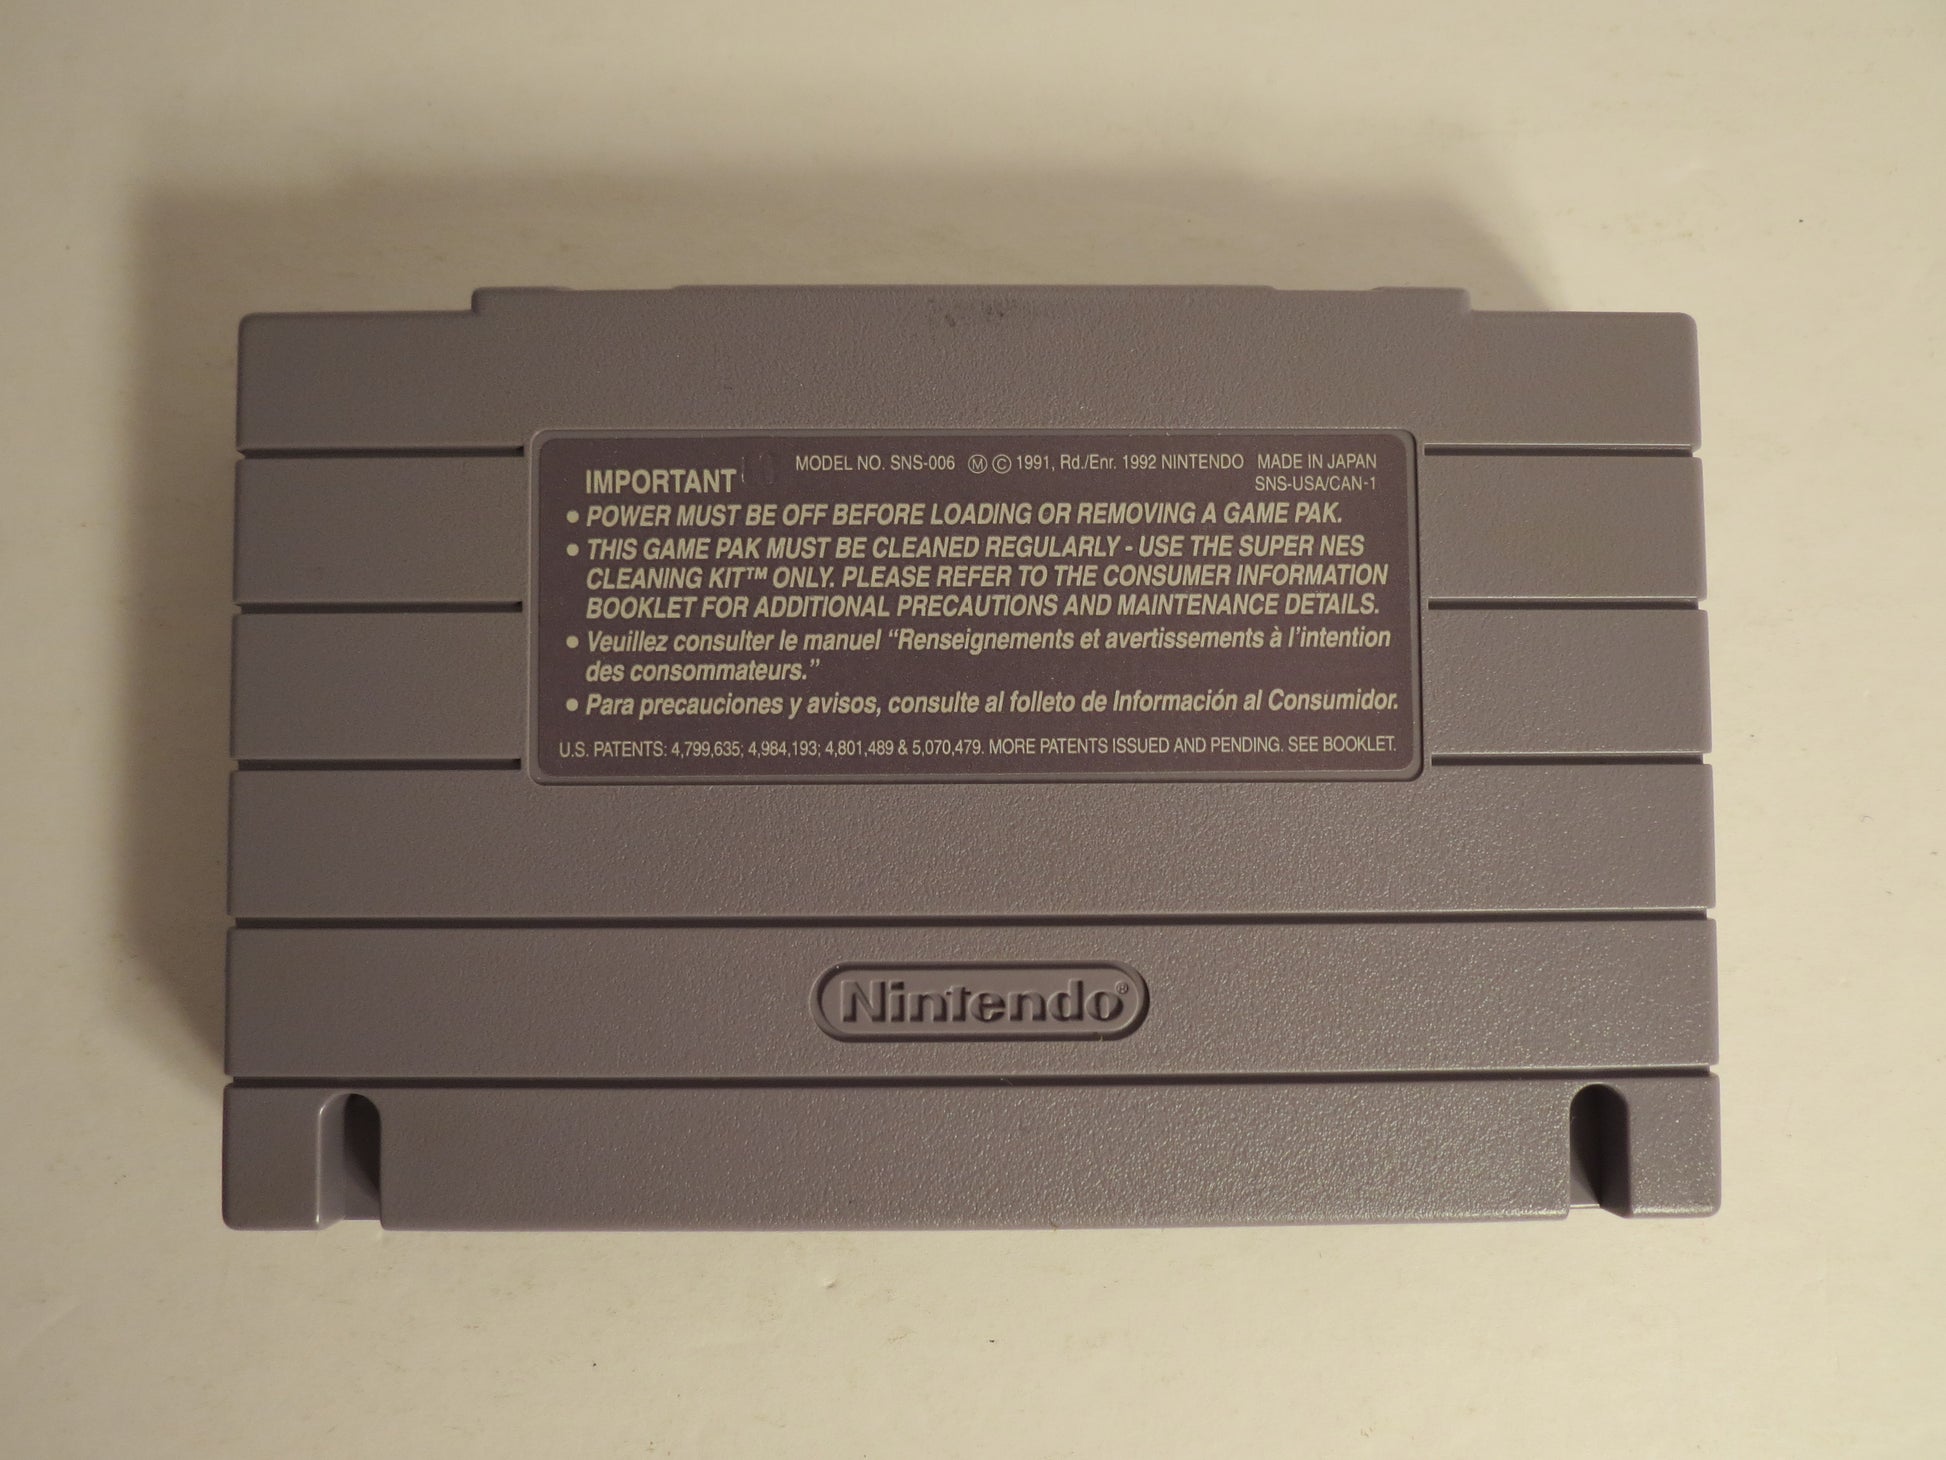 IMPORTANT
MODEL NO. SNS-006 Ⓜ © 1991, Rd./Enr. 1992 NINTENDO MADE IN JAPAN
SNS-USA/CAN-1
• POWER MUST BE OFF BEFORE LOADING OR REMOVING A GAME PAK.
• THIS GAME PAK MUST BE CLEANED REGULARLY - USE THE SUPER NES
CLEANING KIT™ ONLY. PLEASE REFER TO THE CONSUMER INFORMATION
BOOKLET FOR ADDITIONAL PRECAUTIONS AND MAINTENANCE DETAILS.
• Veuillez consulter le manuel “Renseignements et avertissements à l’intention
des consommateurs.”
• Para precauciones y avisos, consulte al folleto de Información al Consumidor.
U.S. PATENTS: 4,799,635; 4,984,193; 4,801,489 & 5,070,479. MORE PATENTS ISSUED AND PENDING. SEE BOOKLET.
Nintendo®